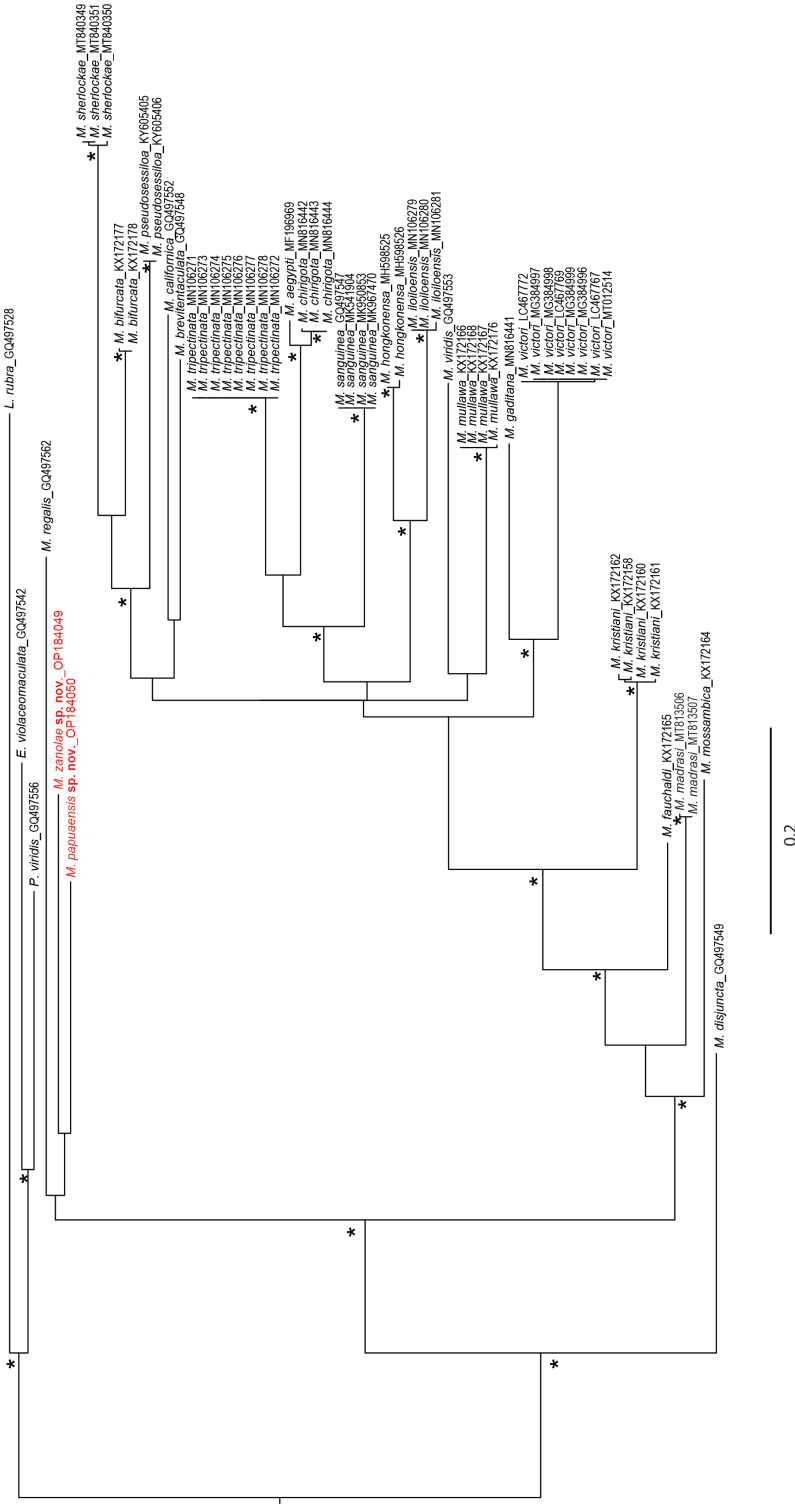 L. rubra_GQ497528
E. violaceomaculata_GQ497542
P. viridis_GQ497556
M. regalis_GQ497562
M. zanolae sp. nov._OP184049
M. papuaensis sp. nov._OP184050
M. sherlockae_MT840349
M. sherlockae_MT840351
M. sherlockae_MT840350
M. bifurcata_KX172177
M. bifurcata_KX172178
M. pseudosessiloa_KY605405
M. pseudosessiloa_KY605406
M. californica_GQ497552
M. brevitentaculata_GQ497548
M. tripectinata_MN106271
M. tripectinata_MN106273
M. tripectinata_MN106274
M. tripectinata_MN106275
M. tripectinata_MN106276
M. tripectinata_MN106277
M. tripectinata_MN106278
M. tripectinata_MN106272
M. aegypti_MF196969
M. chirigota_MN816442
M. chirigota_MN816443
M. chirigota_MN816444
M. sanguinea_GQ497547
M. sanguinea_MK541904
M. sanguinea_MK950853
M. sanguinea_MK967470
M. hongkonensa_MH598525
M. hongkonensa_MH598526
M. iloiloensis_MN106279
M. iloiloensis_MN106280
M. iloiloensis_MN106281
M. viridis_GQ497553
M. mullawa_KX172166
M. mullawa_KX172168
M. mullawa_KX172167
M. mullawa_KX172176
M. gaditana_MN816441
M. victori_LC467772
M. victori_MG384997
M. victori_MG384998
M. victori_LC467769
M. victori_MG384999
M. victori_MG384996
M. victori_LC467767
M. victori_MT012514
M. kristiani_KX172162
M. kristiani_KX172158
M. kristiani_KX172160
M. kristiani_KX172161
M. fauchaldi_KX172165
M. madrasi_MT813506
M. madrasi_MT813507
M. mossambica_KX172164
M. disjuncta_GQ497549
0.2